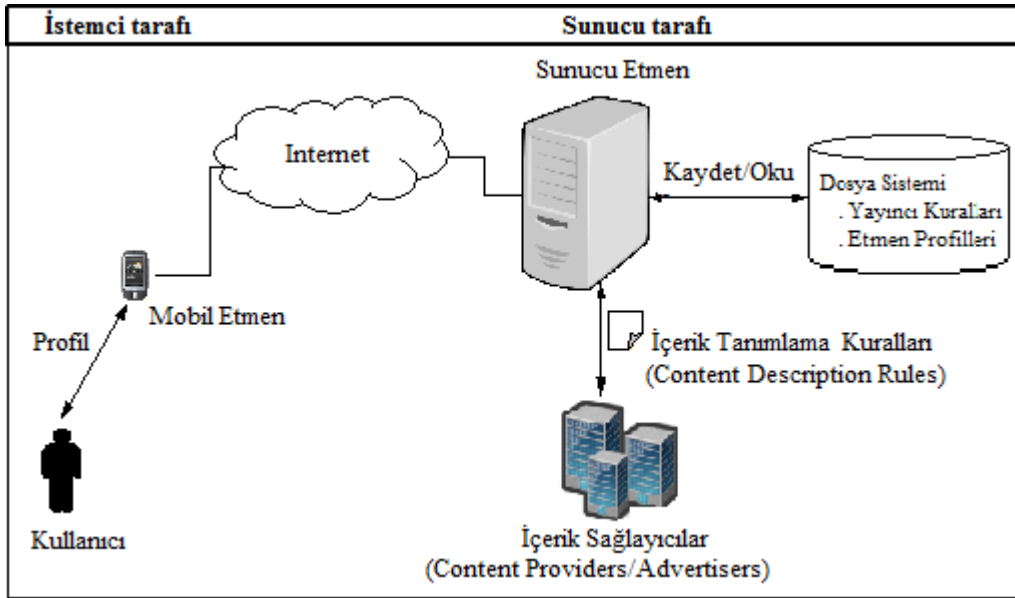 İstemci tarafı
Sunucu tarafı
Sunucu Etmen
Internet
Kaydet/Oku
Dosya Sistemi
. Yayıncı Kuralları
. Etmen Profilleri
Mobil Etmen
Profil
İçerik Tanımlama Kuralları
(Content Description Rules)
Kullanıcı
İçerik Sağlayıcılar
(Content Providers/Advertisers)